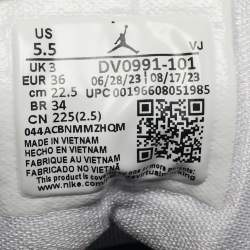 US
5.5
VJ
UK 3 DV0991-101
EUR 36 06/28/23 08/17/23
cm 22.5 UPC 00196608051985
BR 34
CN 225(2.5)
044ACBNMMZHQM
MADE IN VIETNAM
HECHO EN VIETNAM
FABRIQUE AU VIETNAM
FABRICADO NO VIETNÃ
www.nike.com/